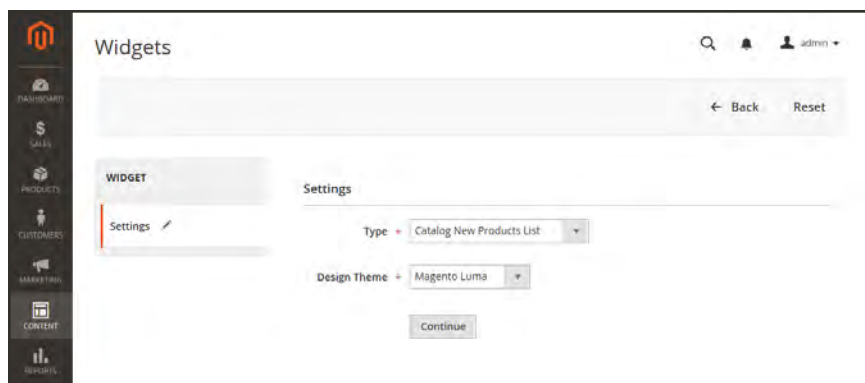 Widgets
admin
DASHBOARD
← Back Reset
$
SALES
WIDGET
PRODUCTS
Settings
Settings
Type * Catalog New Products List
CUSTOMERS
MARKETING
Design Theme * Magento Luma
CONTENT
Continue
REPORTS